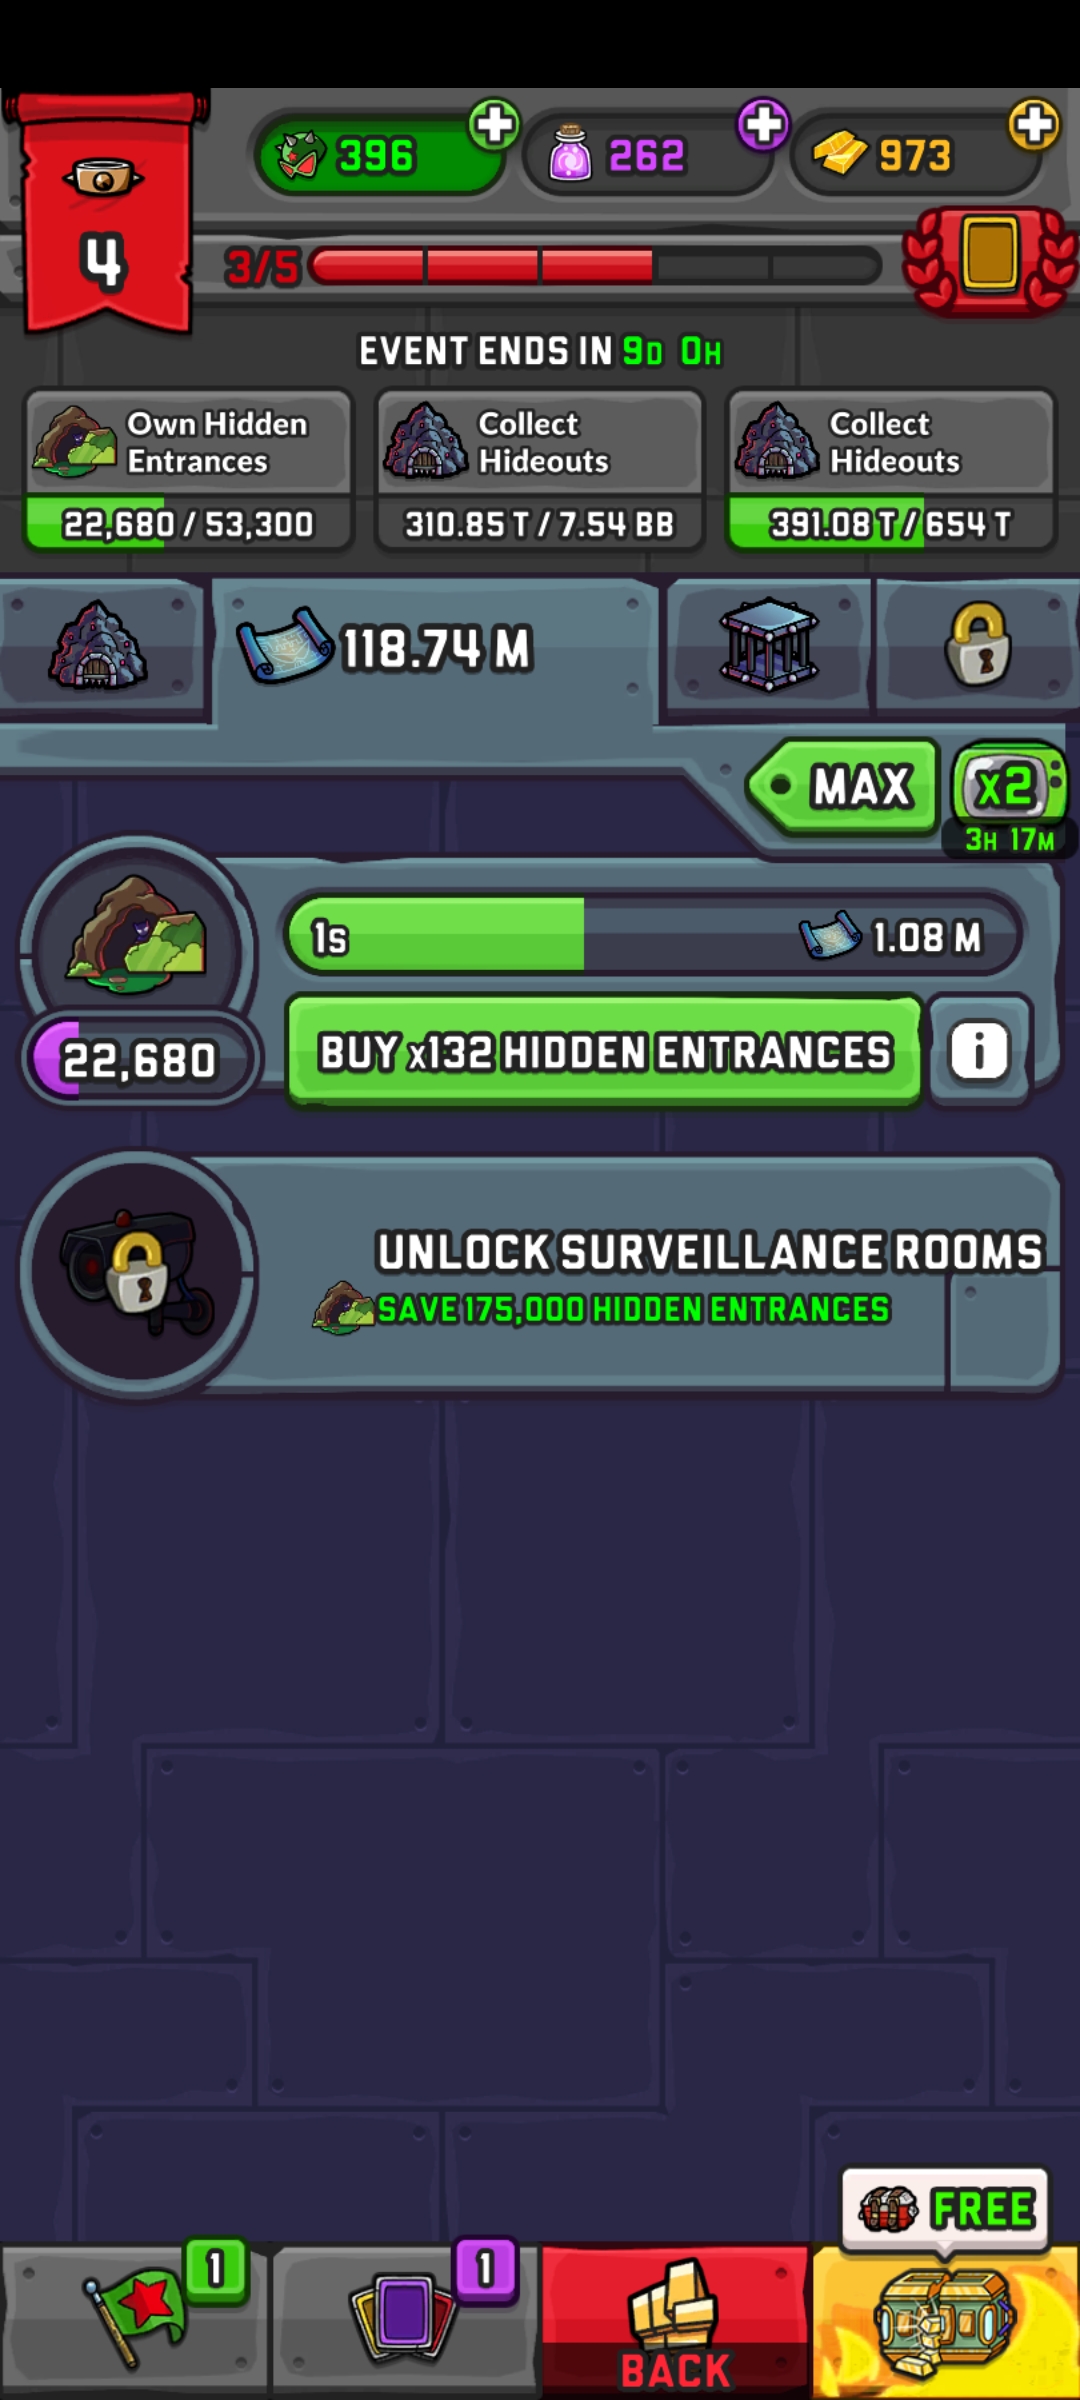 396
262
973
4
3/5
EVENT ENDS IN 9D 0H
Own Hidden
Entrances
22,680 / 53,300
Collect
Hideouts
310.85 T / 7.54 BB
Collect
Hideouts
391.08 T / 654 T
118.74 M
MAX
x2
3H 17M
1s
1.08 M
22,680
BUY x132 HIDDEN ENTRANCES
i
UNLOCK SURVEILLANCE ROOMS
SAVE 175,000 HIDDEN ENTRANCES
FREE
1
1
BACK